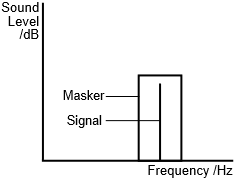 Sound
Level
/dB
Masker
Signal
Frequency /Hz